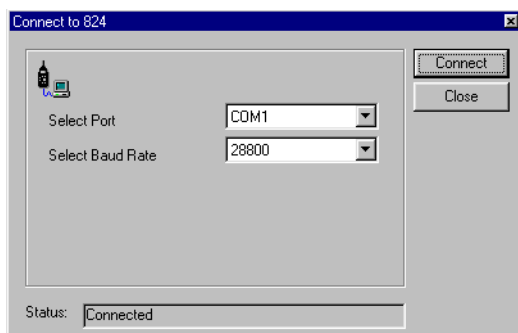 Connect to 824
Connect
Close
Select Port COM1
Select Baud Rate 28800
Status: Connected